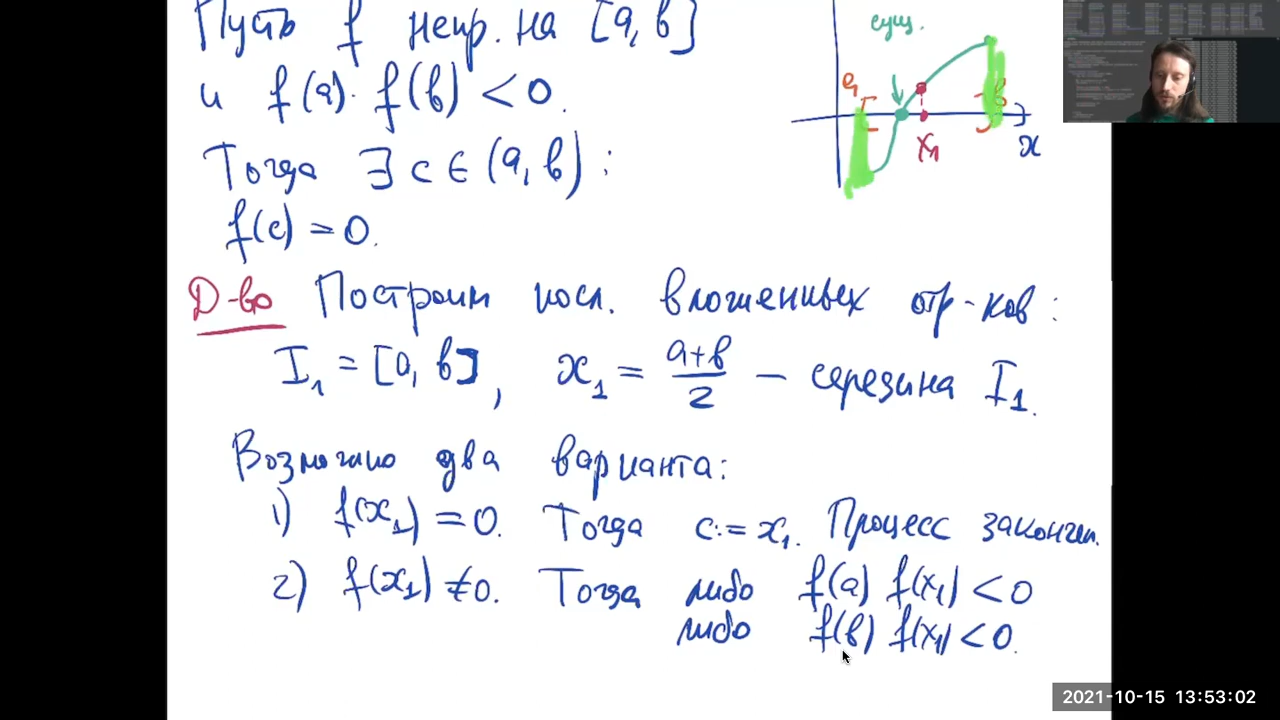 Пусть f непр. на [a, b]
и f(a) · f(b) < 0.
Тогда ∃ c ∈ (a, b) :
f(c) = 0.
сущ.
a
b
x₁
x
Д-во Построим посл. вложенных отр-ков :
I₁ = [a, b], x₁ = (a+b)/2 — середина I₁.
Возможно два варианта:
1) f(x₁) = 0. Тогда c := x₁. Процесс закончен.
2) f(x₁) ≠ 0. Тогда либо f(a) f(x₁) < 0
либо f(b) f(x₁) < 0.
2021-10-15 13:53:02